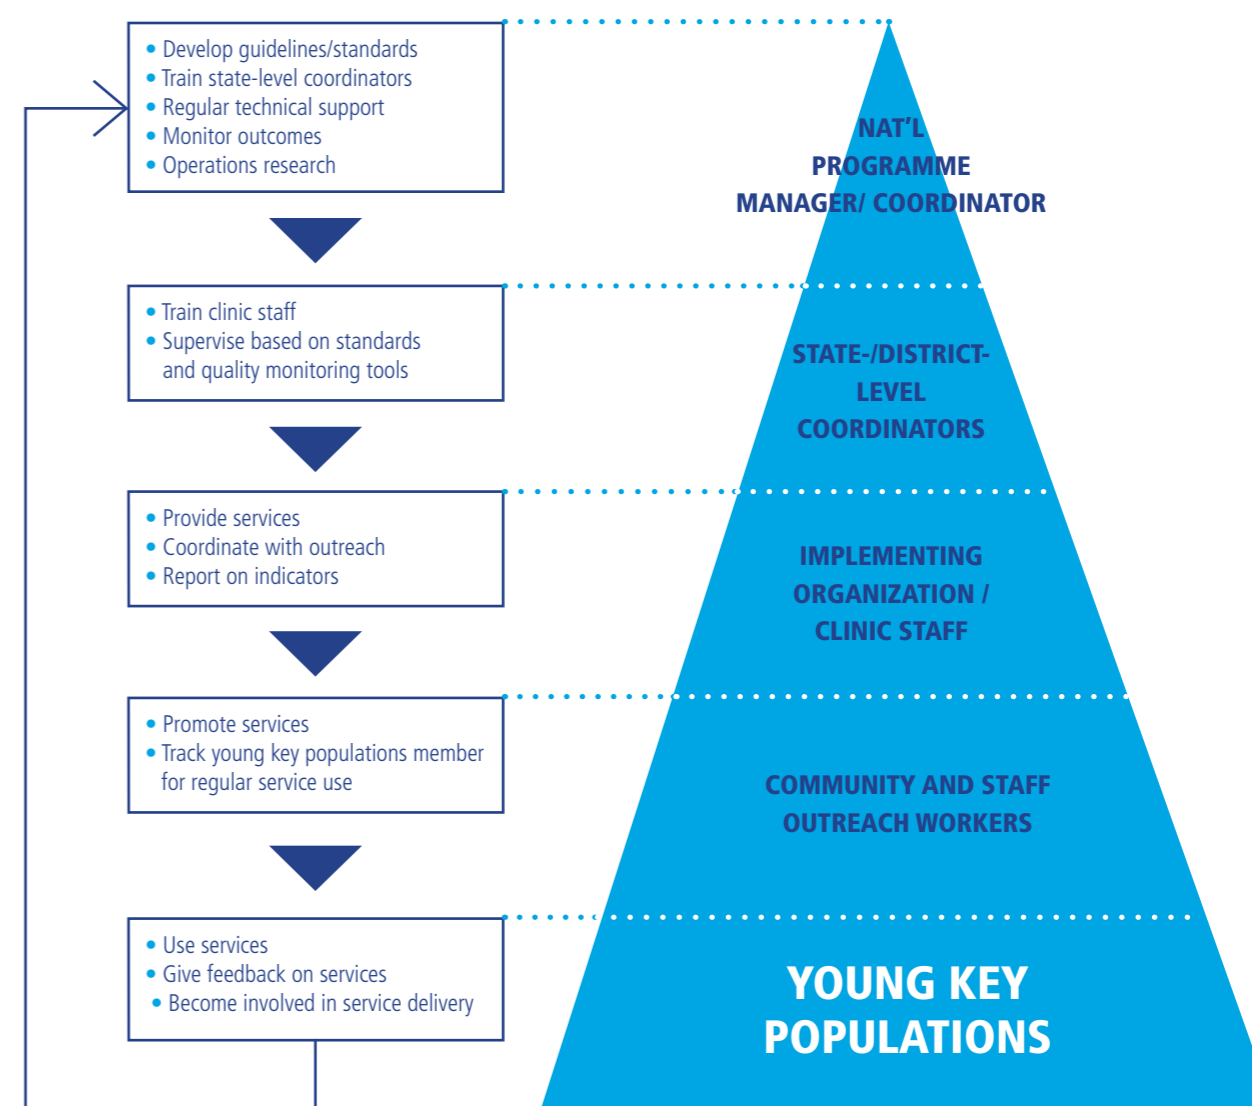 • Develop guidelines/standards
• Train state-level coordinators
• Regular technical support
• Monitor outcomes
• Operations research
NAT'L
PROGRAMME
MANAGER/ COORDINATOR
• Train clinic staff
• Supervise based on standards
and quality monitoring tools
STATE-/DISTRICT-
LEVEL
COORDINATORS
• Provide services
• Coordinate with outreach
• Report on indicators
IMPLEMENTING
ORGANIZATION /
CLINIC STAFF
• Promote services
• Track young key populations member
for regular service use
COMMUNITY AND STAFF
OUTREACH WORKERS
• Use services
• Give feedback on services
• Become involved in service delivery
YOUNG KEY
POPULATIONS